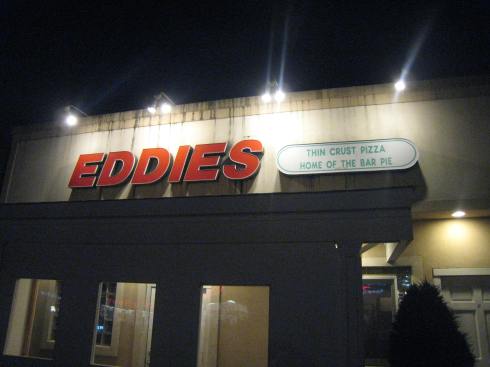 EDDIES
THIN CRUST PIZZA
HOME OF THE BAR PIE